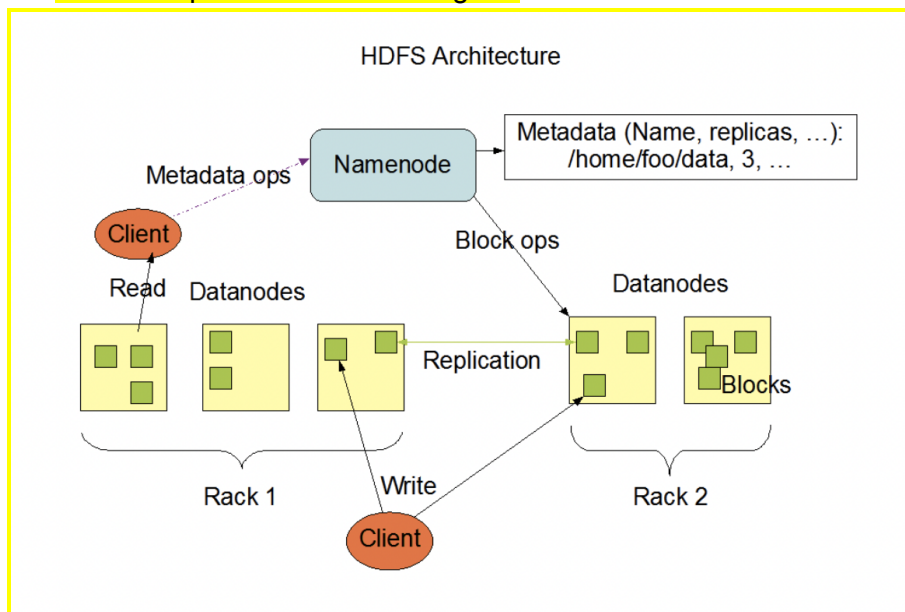 HDFS Architecture
Metadata (Name, replicas, …):
/home/foo/data, 3, …
Namenode
Metadata ops
Client
Block ops
Read
Datanodes
Datanodes
Replication
Blocks
Rack 1
Write
Rack 2
Client